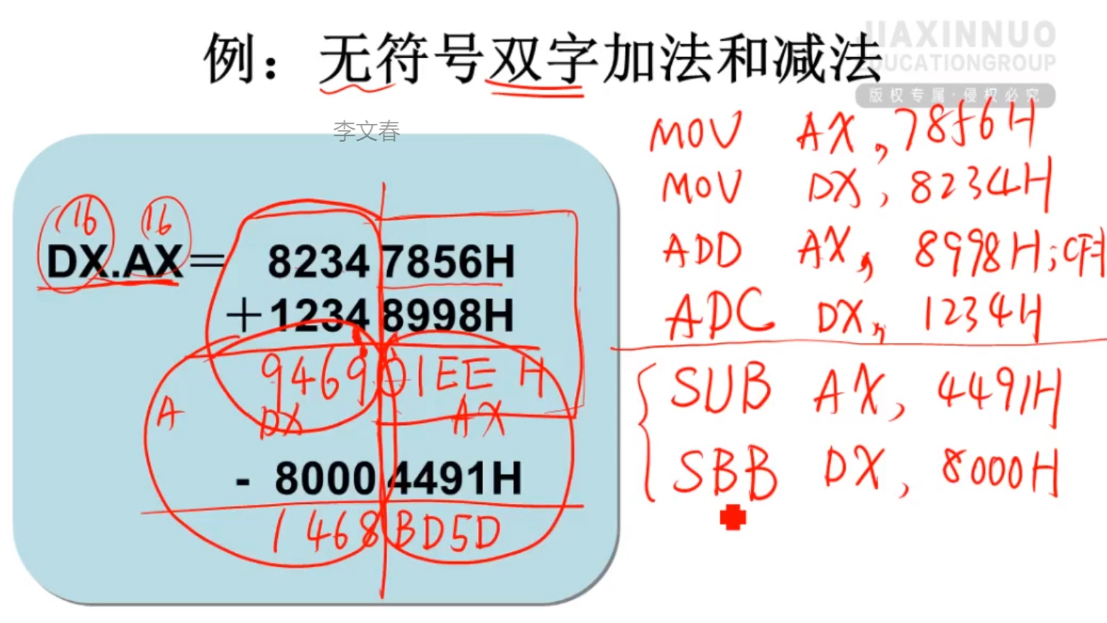 JIAXINNUO
EDUCATIONGROUP
版权专属·侵权必究
例：无符号双字加法和减法
李文春
16 16
DX.AX= 8234 7856H
+1234 8998H
9469 01EE H
A DX AX
- 8000 4491H
1468 BD5D
MOV AX, 7856H
MOV DX, 8234H
ADD AX, 8998H;
ADC DX, 1234H
SUB AX, 4491H
SBB DX, 8000H